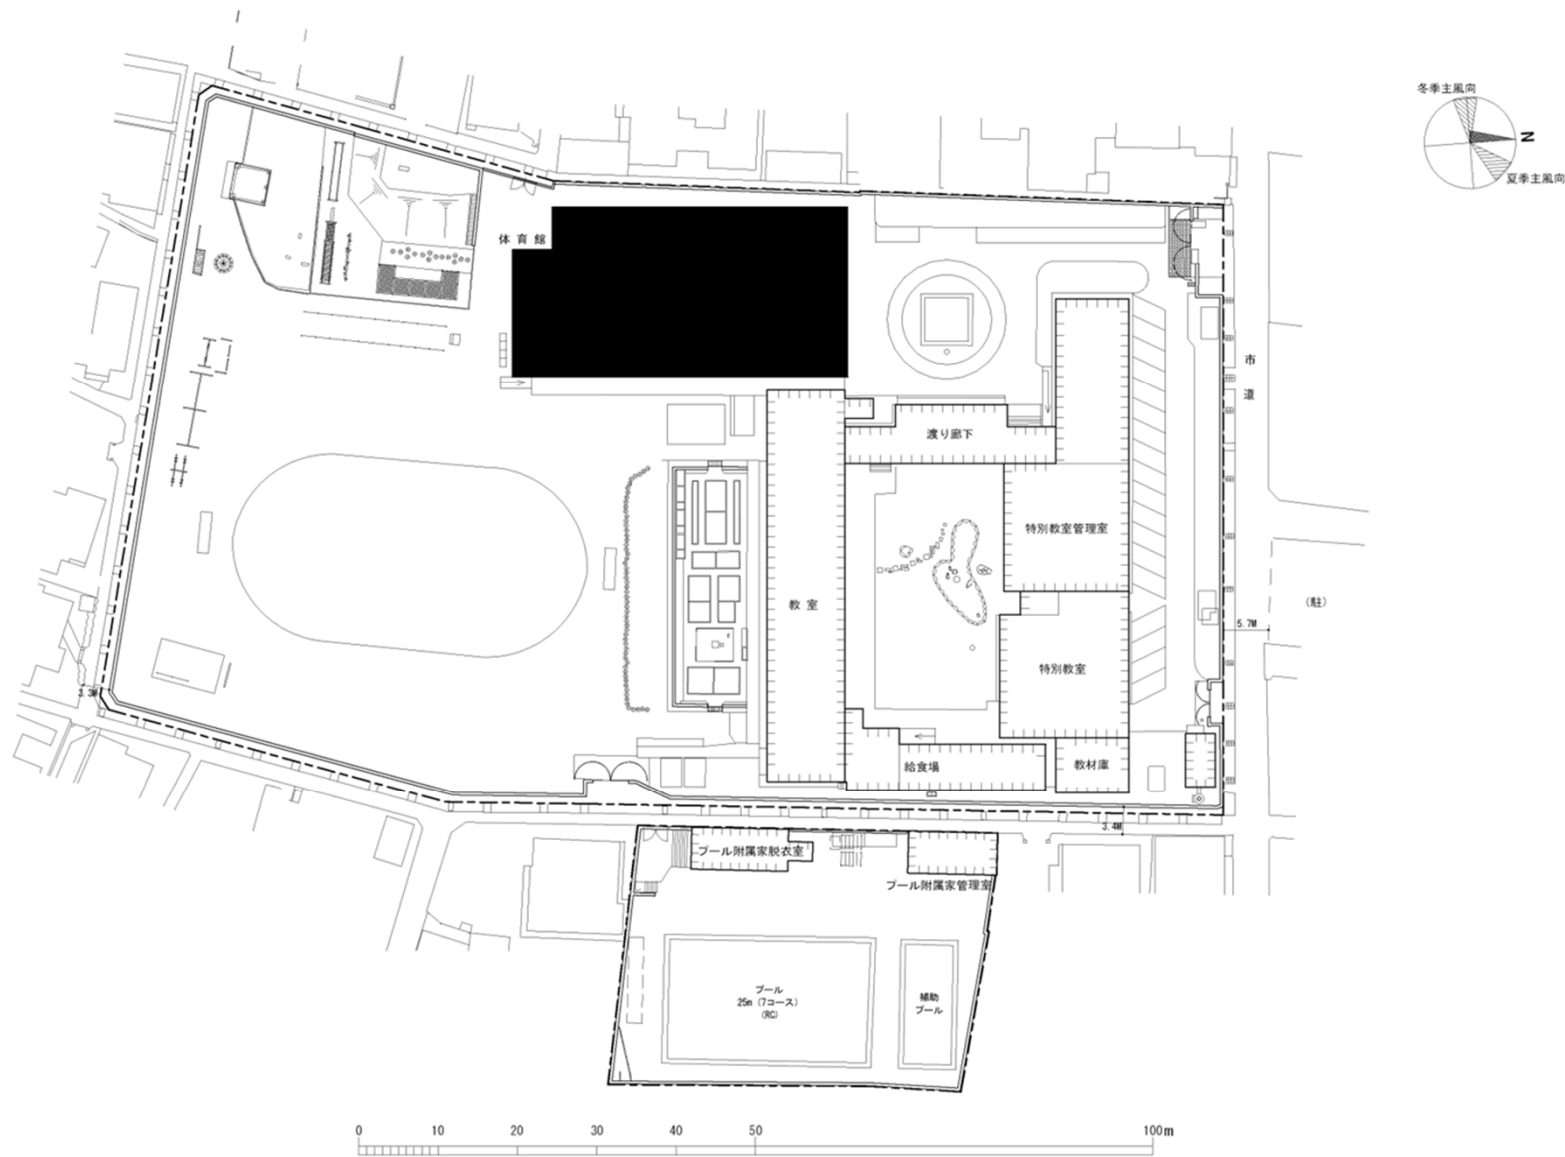 冬季主風向
N
夏季主風向
体育館
市道
渡り廊下
特別教室管理室
教室
(駐)
5.7M
特別教室
3.3M
給食場
教材庫
3.4M
プール附属家脱衣室
プール附属家管理室
プール
25m (7コース)
(RC)
補助
プール
0 10 20 30 40 50 100m